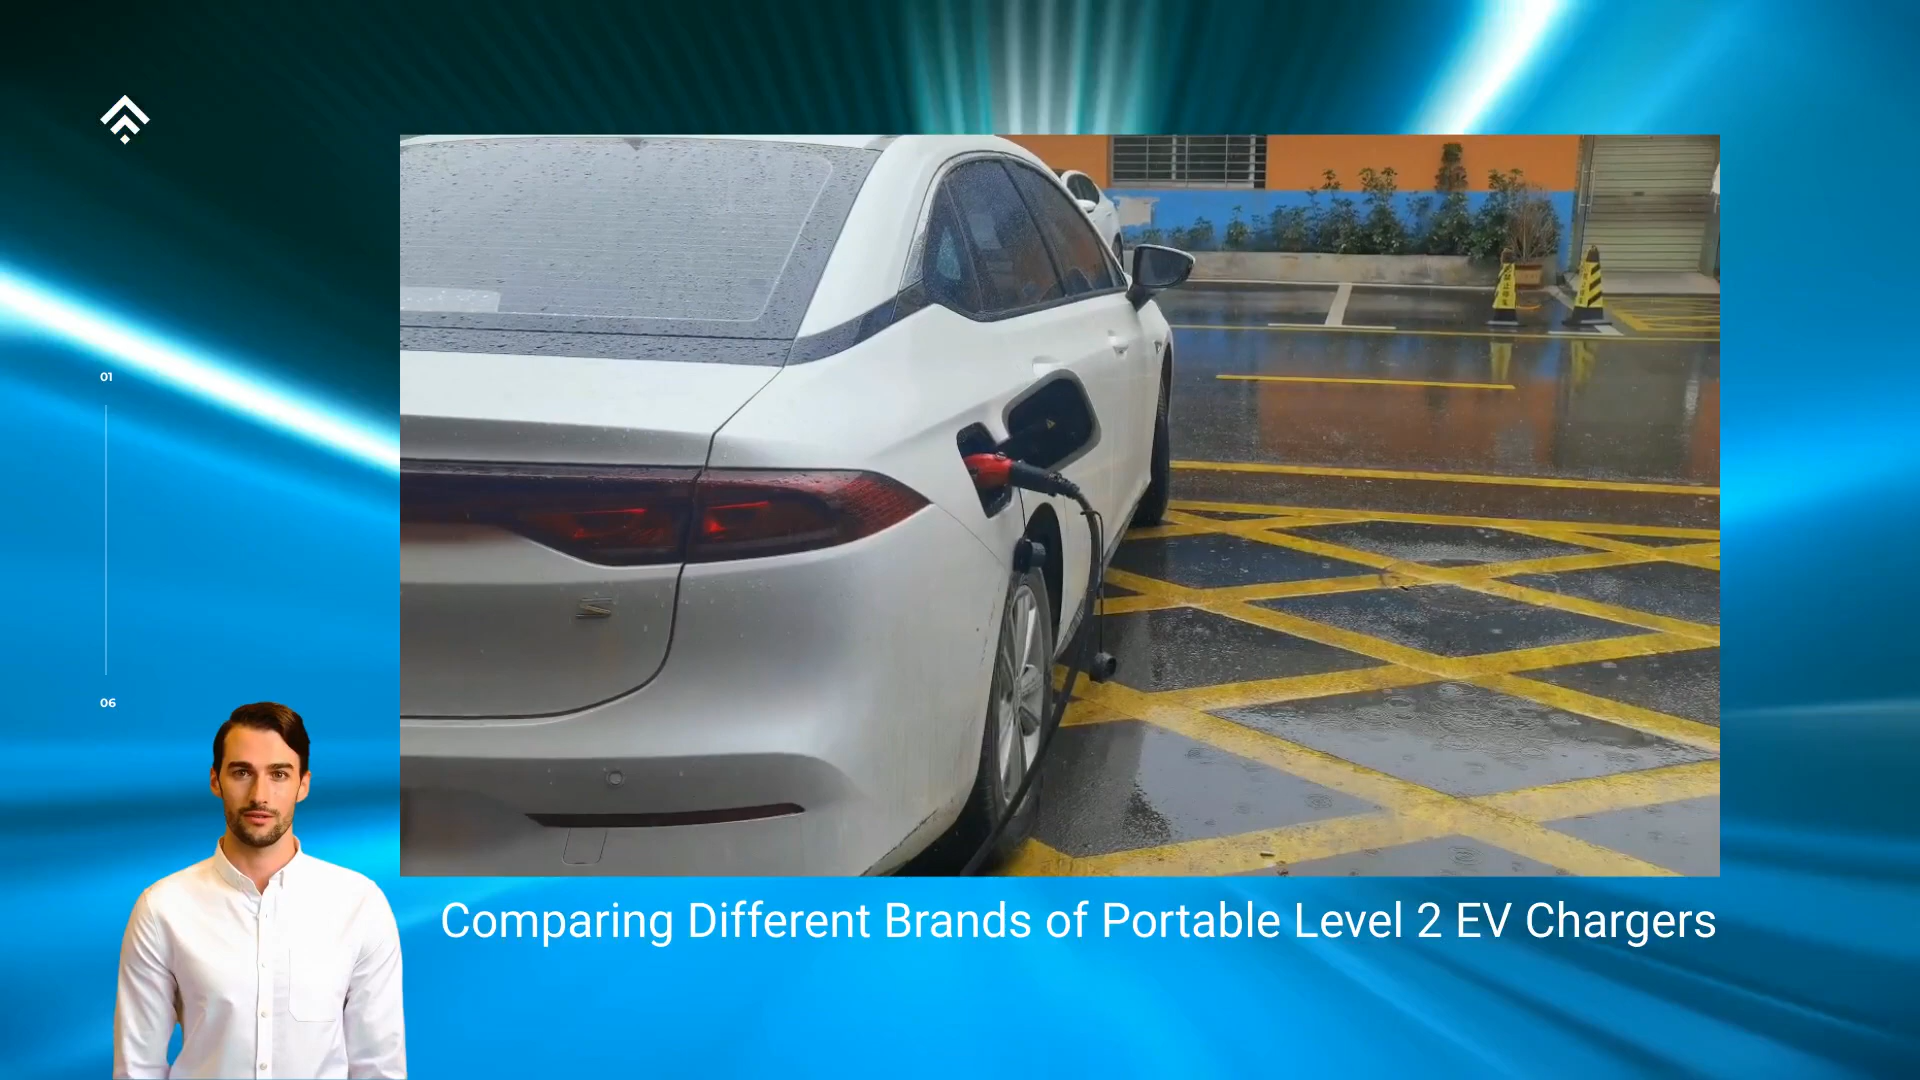 01
06
Comparing Different Brands of Portable Level 2 EV Chargers